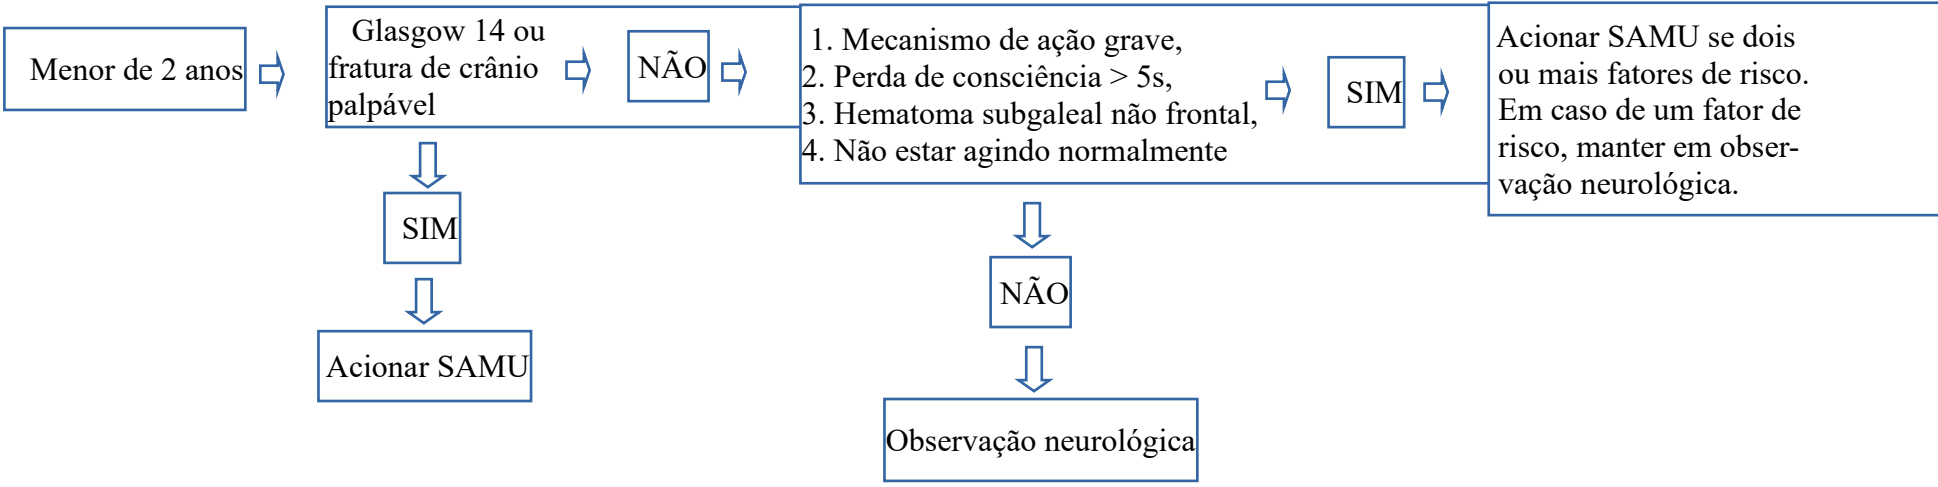 Menor de 2 anos
Glasgow 14 ou
fratura de crânio
palpável
NÃO
1. Mecanismo de ação grave,
2. Perda de consciência > 5s,
3. Hematoma subgaleal não frontal,
4. Não estar agindo normalmente
SIM
Acionar SAMU se dois
ou mais fatores de risco.
Em caso de um fator de
risco, manter em obser-
vação neurológica.
SIM
Acionar SAMU
NÃO
Observação neurológica